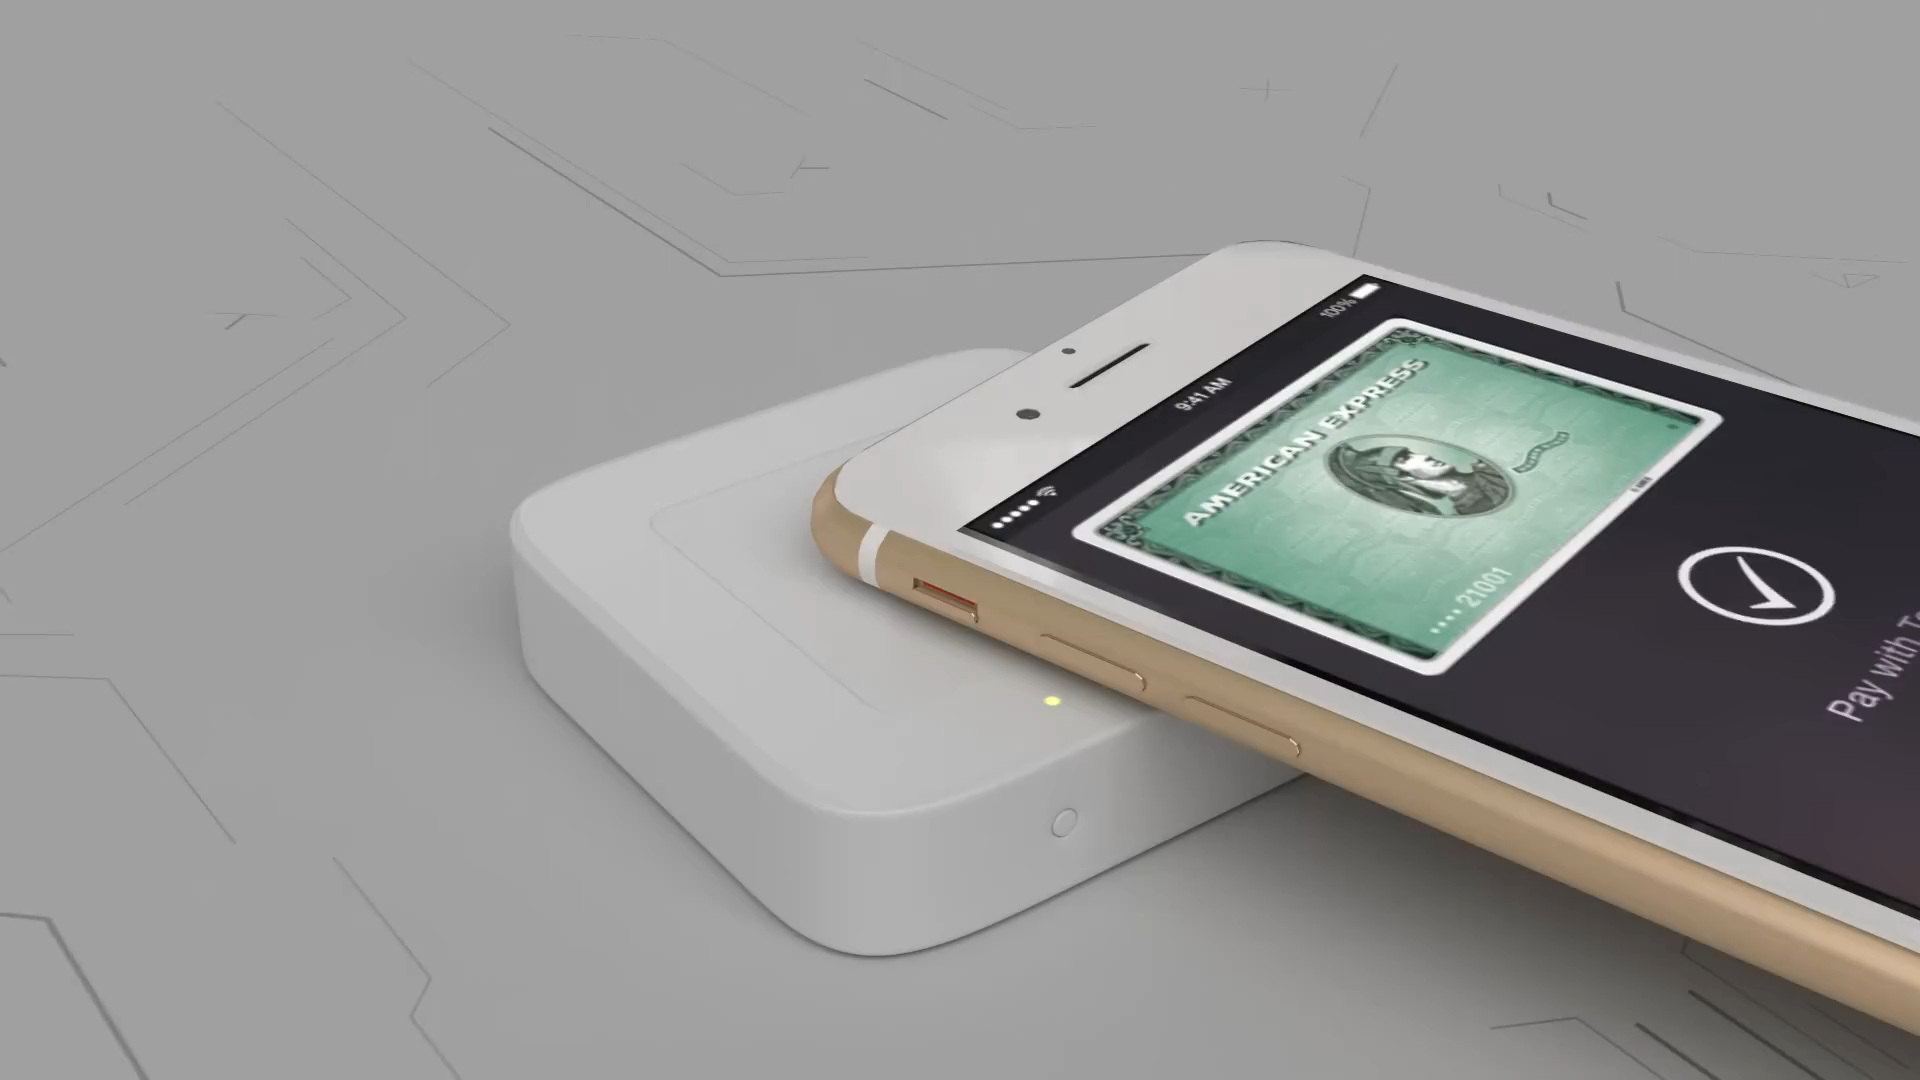 9:41 AM
100%
AMERICAN EXPRESS
•••• 21001
Pay with